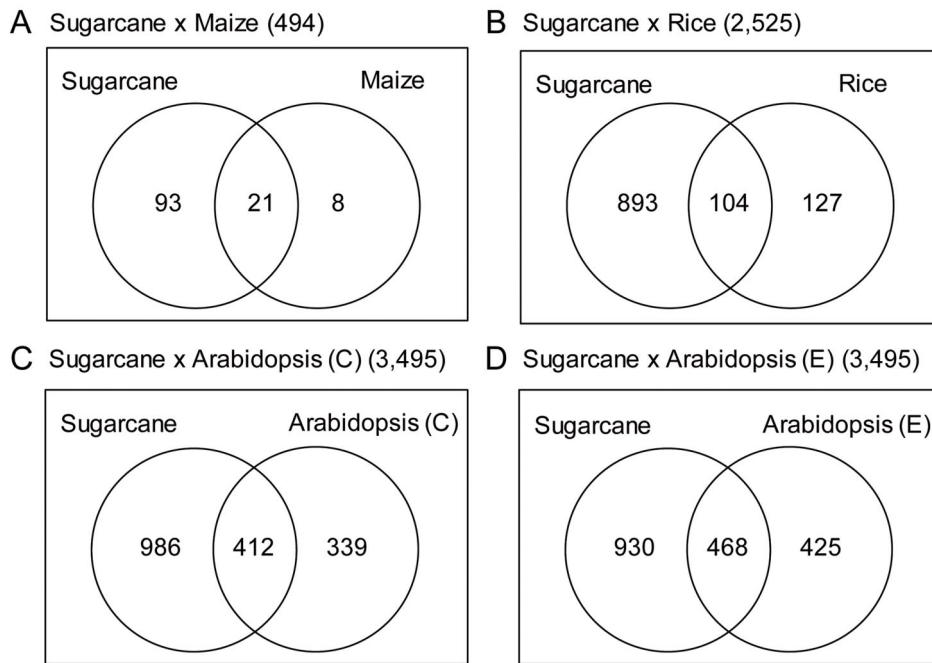 A Sugarcane x Maize (494)
Sugarcane Maize
93 21 8
B Sugarcane x Rice (2,525)
Sugarcane Rice
893 104 127
C Sugarcane x Arabidopsis (C) (3,495)
Sugarcane Arabidopsis (C)
986 412 339
D Sugarcane x Arabidopsis (E) (3,495)
Sugarcane Arabidopsis (E)
930 468 425